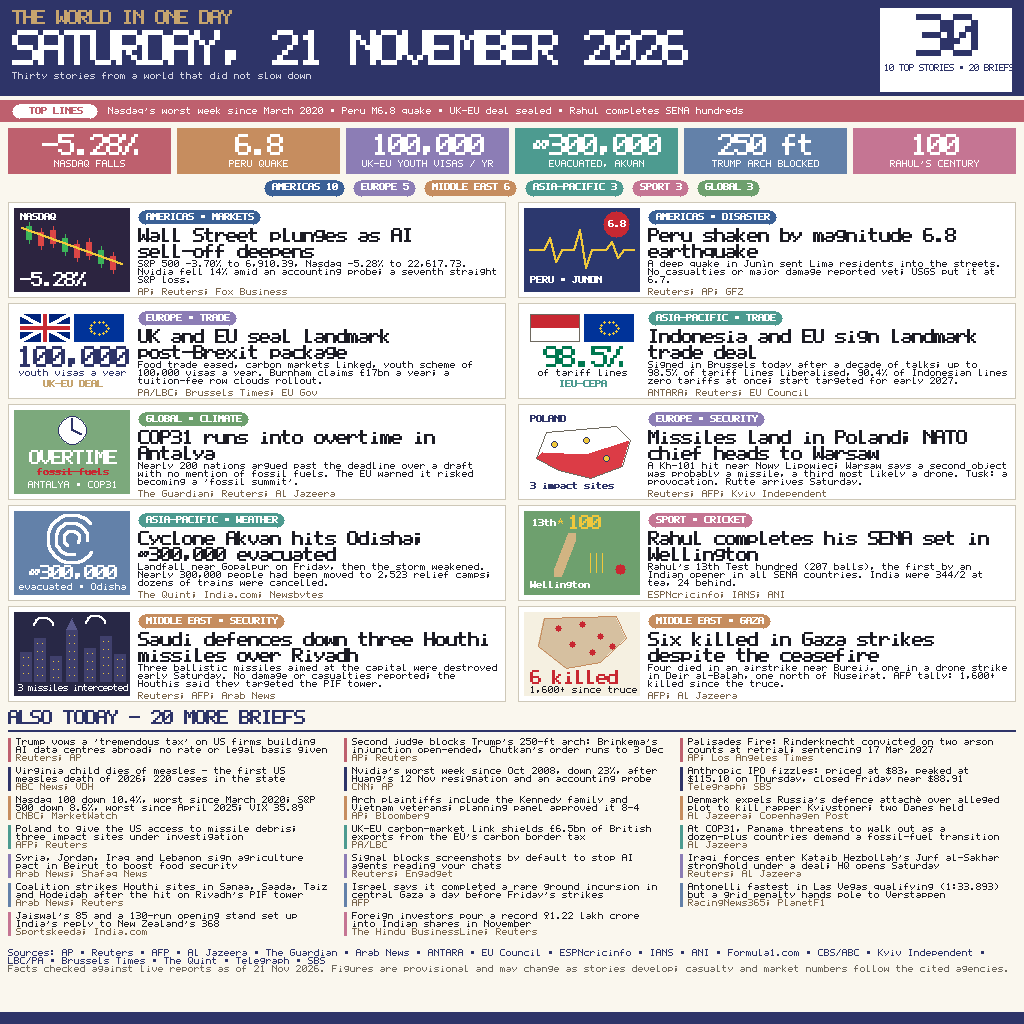 THE WORLD IN ONE DAY
SATURDAY, 21 NOVEMBER 2026
Thirty stories from a world that did not slow down
30
10 TOP STORIES • 20 BRIEFS
TOP LINES
Nasdaq's worst week since March 2020 • Peru M6.8 quake • UK-EU deal sealed • Rahul completes SENA hundreds
-5.28%
NASDAQ FALLS
6.8
PERU QUAKE
100,000
UK-EU YOUTH VISAS / YR
≈300,000
EVACUATED, AKVAN
250 ft
TRUMP ARCH BLOCKED
100
RAHUL'S CENTURY
AMERICAS 10
EUROPE 5
MIDDLE EAST 6
ASIA-PACIFIC 3
SPORT 3
GLOBAL 3
NASDAQ
-5.28%
AMERICAS • MARKETS
Wall Street plunges as AI
sell-off deepens
S&P 500 -3.70% to 6,910.39, Nasdaq -5.28% to 22,617.73.
Nvidia fell 14% amid an accounting probe; a seventh straight
S&P loss.
AP; Reuters; Fox Business
6.8
PERU • JUNÍN
AMERICAS • DISASTER
Peru shaken by magnitude 6.8
earthquake
A deep quake in Junín sent Lima residents into the streets.
No casualties or major damage reported yet; USGS put it at
6.7.
Reuters; AP; GFZ
100,000
youth visas a year
UK-EU DEAL
EUROPE • TRADE
UK and EU seal landmark
post-Brexit package
Food trade eased, carbon markets linked, youth scheme of
100,000 visas a year. Burnham claims £17bn a year; a
tuition-fee row clouds rollout.
PA/LBC; Brussels Times; EU Gov
98.5%
of tariff lines
IEU-CEPA
ASIA-PACIFIC • TRADE
Indonesia and EU sign landmark
trade deal
Signed in Brussels today after a decade of talks; up to
98.5% of tariff lines liberalised, 90.4% of Indonesian lines
zero tariffs at once; start targeted for early 2027.
ANTARA; Reuters; EU Council
OVERTIME
fossil fuels
ANTALYA • COP31
GLOBAL • CLIMATE
COP31 runs into overtime in
Antalya
Nearly 200 nations argued past the deadline over a draft
with no mention of fossil fuels. The EU warned it risked
becoming a 'fossil summit'.
The Guardian; Reuters; Al Jazeera
POLAND
3 impact sites
EUROPE • SECURITY
Missiles land in Poland; NATO
chief heads to Warsaw
A Kh-101 hit near Nowy Lipowiec; Warsaw says a second object
was probably a missile, a third most likely a drone. Tusk: a
provocation. Rutte arrives Saturday.
Reuters; AFP; Kyiv Independent
≈300,000
evacuated • Odisha
ASIA-PACIFIC • WEATHER
Cyclone Akvan hits Odisha;
≈300,000 evacuated
Landfall near Gopalpur on Friday, then the storm weakened.
Nearly 300,000 people had been moved to 2,523 relief camps;
dozens of trains were cancelled.
The Quint; India.com; Newsbytes
13th^ 100
Wellington
SPORT • CRICKET
Rahul completes his SENA set in
Wellington
Rahul's 13th Test hundred (207 balls), the first by an
Indian opener in all SENA countries. India were 344/2 at
tea, 24 behind.
ESPNcricinfo; IANS; ANI
3 missiles intercepted
MIDDLE EAST • SECURITY
Saudi defences down three Houthi
missiles over Riyadh
Three ballistic missiles aimed at the capital were destroyed
early Saturday. No damage or casualties reported; the
Houthis said they targeted the PIF tower.
Reuters; AFP; Arab News
6 killed
1,600+ since truce
MIDDLE EAST • GAZA
Six killed in Gaza strikes
despite the ceasefire
Four died in an airstrike near Bureij, one in a drone strike
in Deir al-Balah, one north of Nuseirat. AFP tally: 1,600+
killed since the truce.
AFP; Al Jazeera
ALSO TODAY — 20 MORE BRIEFS
Trump vows a 'tremendous tax' on US firms building
AI data centres abroad; no rate or legal basis given
Reuters; AP
Second judge blocks Trump's 250-ft arch: Brinkema's
injunction open-ended, Chutkan's order runs to 3 Dec
AP; Reuters
Palisades Fire: Rinderknecht convicted on two arson
counts at retrial; sentencing 17 Mar 2027
AP; Los Angeles Times
Virginia child dies of measles — the first US
measles death of 2026; 220 cases in the state
ABC News; VDH
Nvidia's worst week since Oct 2008, down 23%, after
Huang's 12 Nov resignation and an accounting probe
CNN; AP
Anthropic IPO fizzles: priced at $83, peaked at
$115.10 on Thursday, closed Friday near $88.91
Telegraph; SBS
Nasdaq 100 down 10.4%, worst since March 2020; S&P
500 down 8.6%, worst since April 2025; VIX 35.89
CNBC; MarketWatch
Arch plaintiffs include the Kennedy family and
Vietnam veterans; planning panel approved it 8-4
AP; Bloomberg
Denmark expels Russia's defence attaché over alleged
plot to kill rapper Kyivstoner; two Danes held
Al Jazeera; Copenhagen Post
Poland to give the US access to missile debris;
three impact sites under investigation
AFP; Reuters
UK-EU carbon-market link shields £6.5bn of British
exports from the EU's carbon border tax
PA/LBC
At COP31, Panama threatens to walk out as a
dozen-plus countries demand a fossil-fuel transition
Al Jazeera
Syria, Jordan, Iraq and Lebanon sign agriculture
pact in Beirut to boost food security
Arab News; Shafaq News
Signal blocks screenshots by default to stop AI
agents reading your chats
Reuters; Engadget
Iraqi forces enter Kataib Hezbollah's Jurf al-Sakhar
stronghold under a deal; HQ opens Saturday
Reuters; AFP
Coalition strikes Houthi sites in Sanaa, Saada, Taiz
and Hodeidah after the hit on Riyadh's PIF tower
Arab News; Reuters
Israel says it completed a rare ground incursion in
central Gaza a day before Friday's strikes
AFP
Antonelli fastest in Las Vegas qualifying (1:33.893)
but a grid penalty hands pole to Verstappen
RacingNews365; PlanetF1
Jaiswal's 85 and a 130-run opening stand set up
India's reply to New Zealand's 368
Sportskeeda; India.com
Foreign investors pour a record ₹1.22 lakh crore
into Indian shares in November
The Hindu BusinessLine; Reuters
Sources: AP • Reuters • AFP • Al Jazeera • The Guardian • Arab News • ANTARA • EU Council • ESPNcricinfo • IANS • ANI • Formula1.com • CBS/ABC • Kyiv Independent •
LBC/PA • Brussels Times • The Quint • Telegraph • SBS
Facts checked against live reports as of 21 Nov 2026. Figures are provisional and may change as stories develop; casualty and market numbers follow the cited agencies.